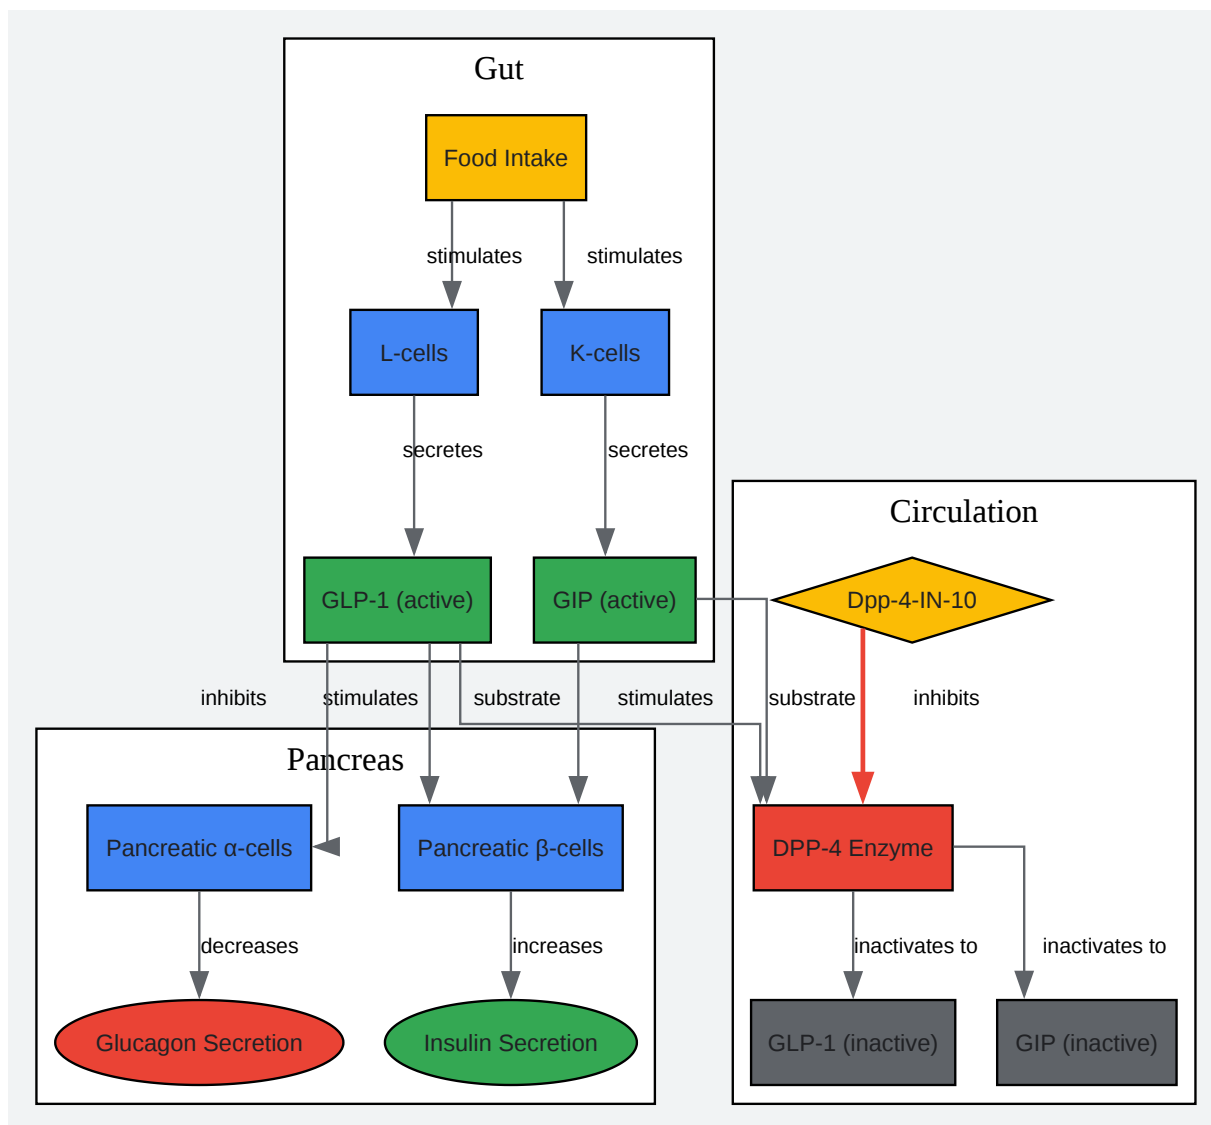 Gut
Food Intake
stimulates
stimulates
L-cells
K-cells
secretes
secretes
Circulation
GLP-1 (active)
GIP (active)
Dpp-4-IN-10
inhibits
stimulates
substrate
stimulates
substrate
inhibits
Pancreas
Pancreatic α-cells
Pancreatic β-cells
DPP-4 Enzyme
decreases
increases
inactivates to
inactivates to
Glucagon Secretion
Insulin Secretion
GLP-1 (inactive)
GIP (inactive)